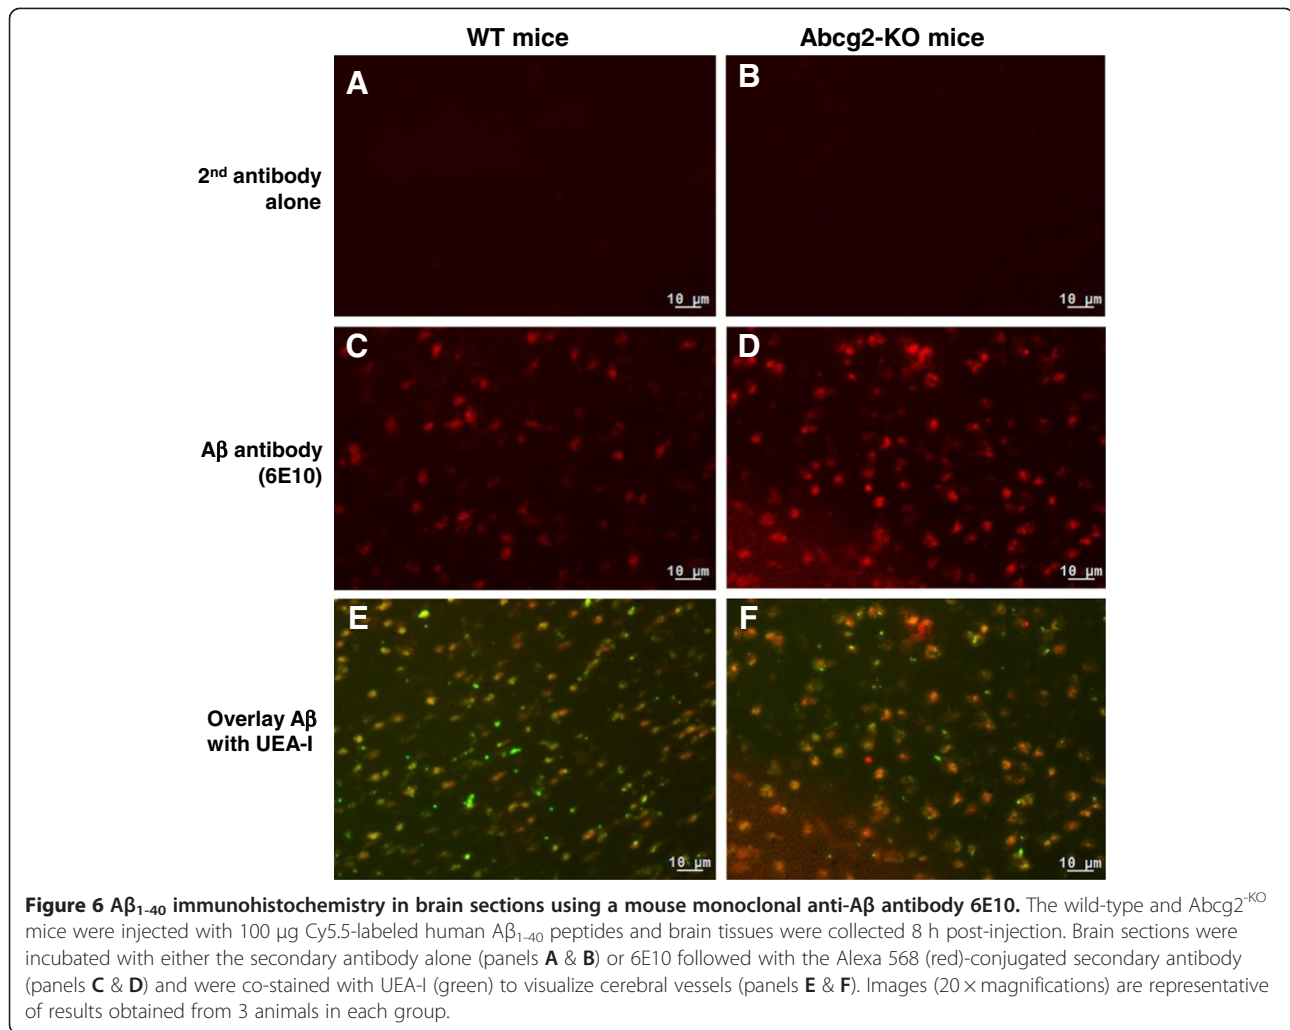 WT mice
Abcg2-KO mice
A
B
2nd antibody
alone
10 µm
10 µm
C
D
Aβ antibody
(6E10)
10 µm
10 µm
E
F
Overlay Aβ
with UEA-I
10 µm
10 µm
Figure 6 Aβ1-40 immunohistochemistry in brain sections using a mouse monoclonal anti-Aβ antibody 6E10. The wild-type and Abcg2-KO
mice were injected with 100 µg Cy5.5-labeled human Aβ1-40 peptides and brain tissues were collected 8 h post-injection. Brain sections were
incubated with either the secondary antibody alone (panels A & B) or 6E10 followed with the Alexa 568 (red)-conjugated secondary antibody
(panels C & D) and were co-stained with UEA-I (green) to visualize cerebral vessels (panels E & F). Images (20 × magnifications) are representative
of results obtained from 3 animals in each group.